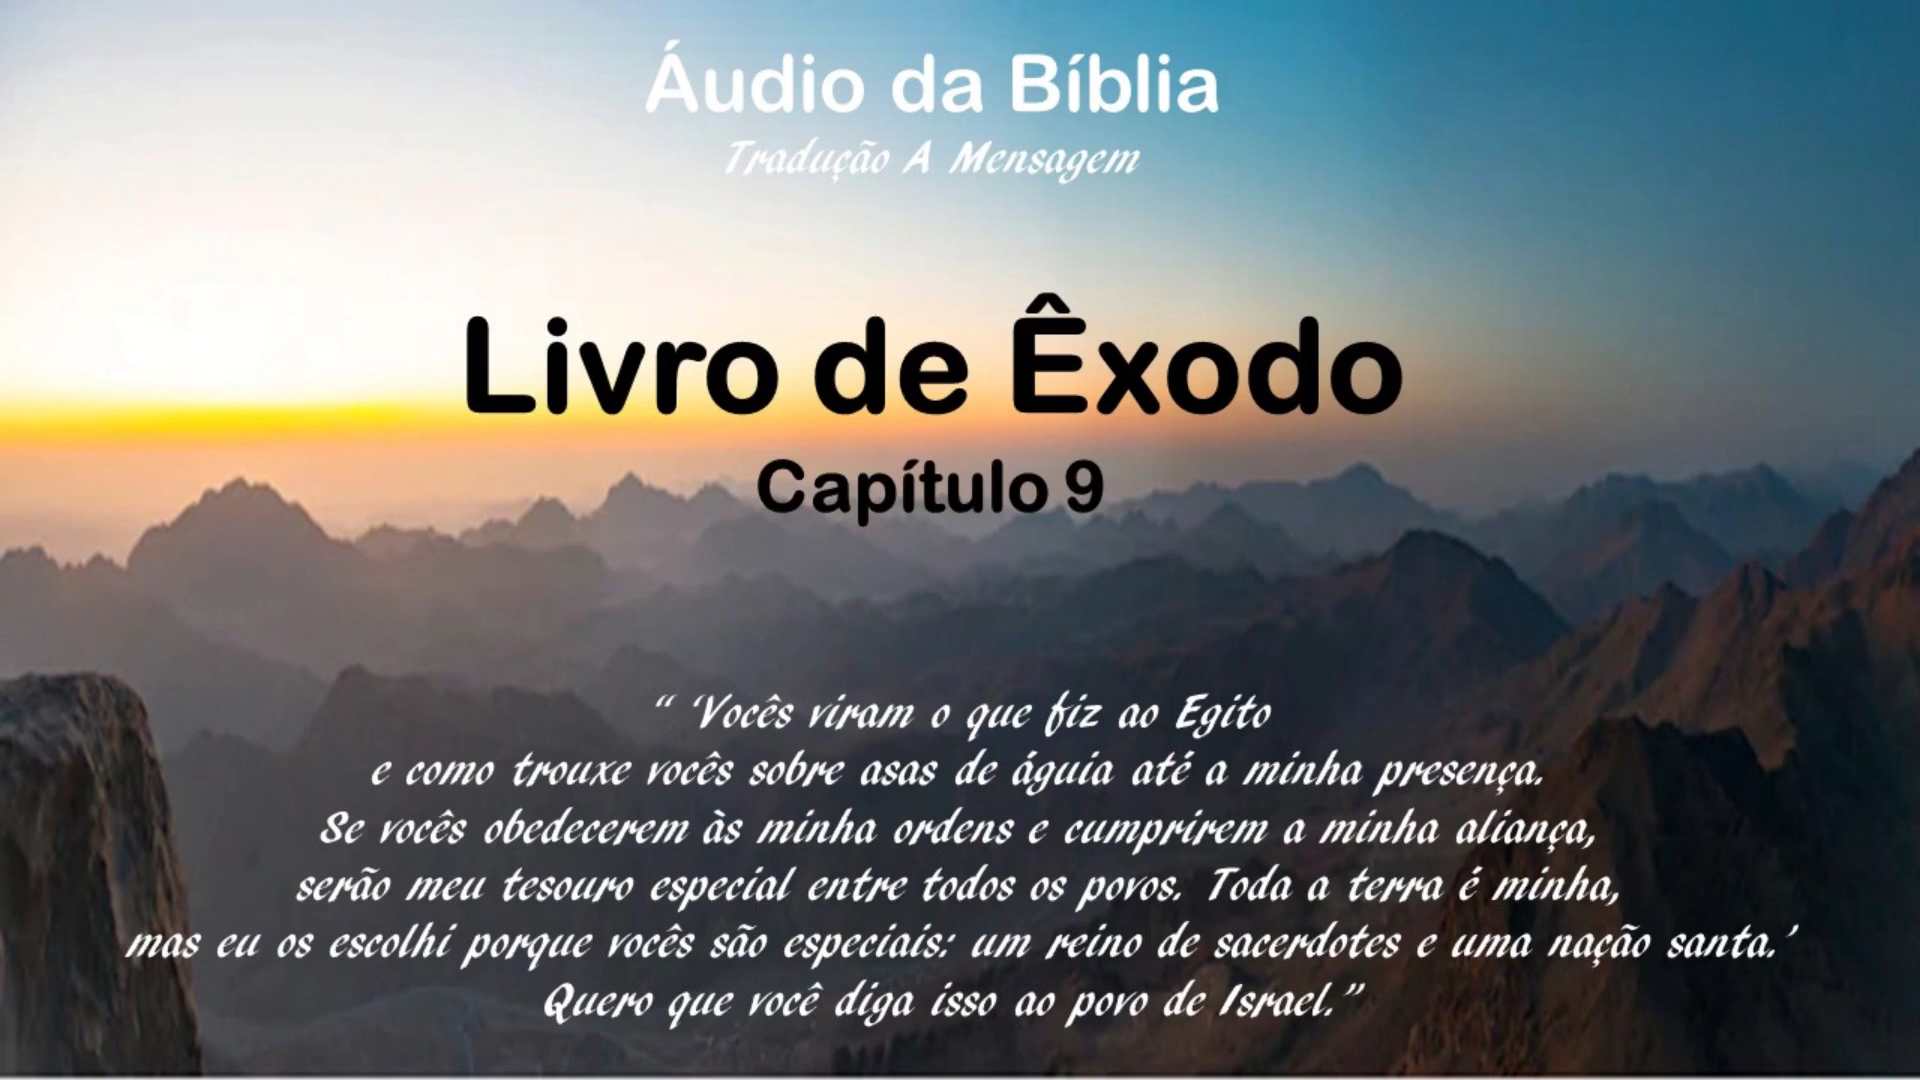 Áudio da Bíblia
Tradução A Mensagem
Livro de Êxodo
Capítulo 9
“ ‘Vocês viram o que fiz ao Egito
e como trouxe vocês sobre asas de águia até a minha presença.
Se vocês obedecerem às minha ordens e cumprirem a minha aliança,
serão meu tesouro especial entre todos os povos. Toda a terra é minha,
mas eu os escolhi porque vocês são especiais: um reino de sacerdotes e uma nação santa.’
Quero que você diga isso ao povo de Israel.”